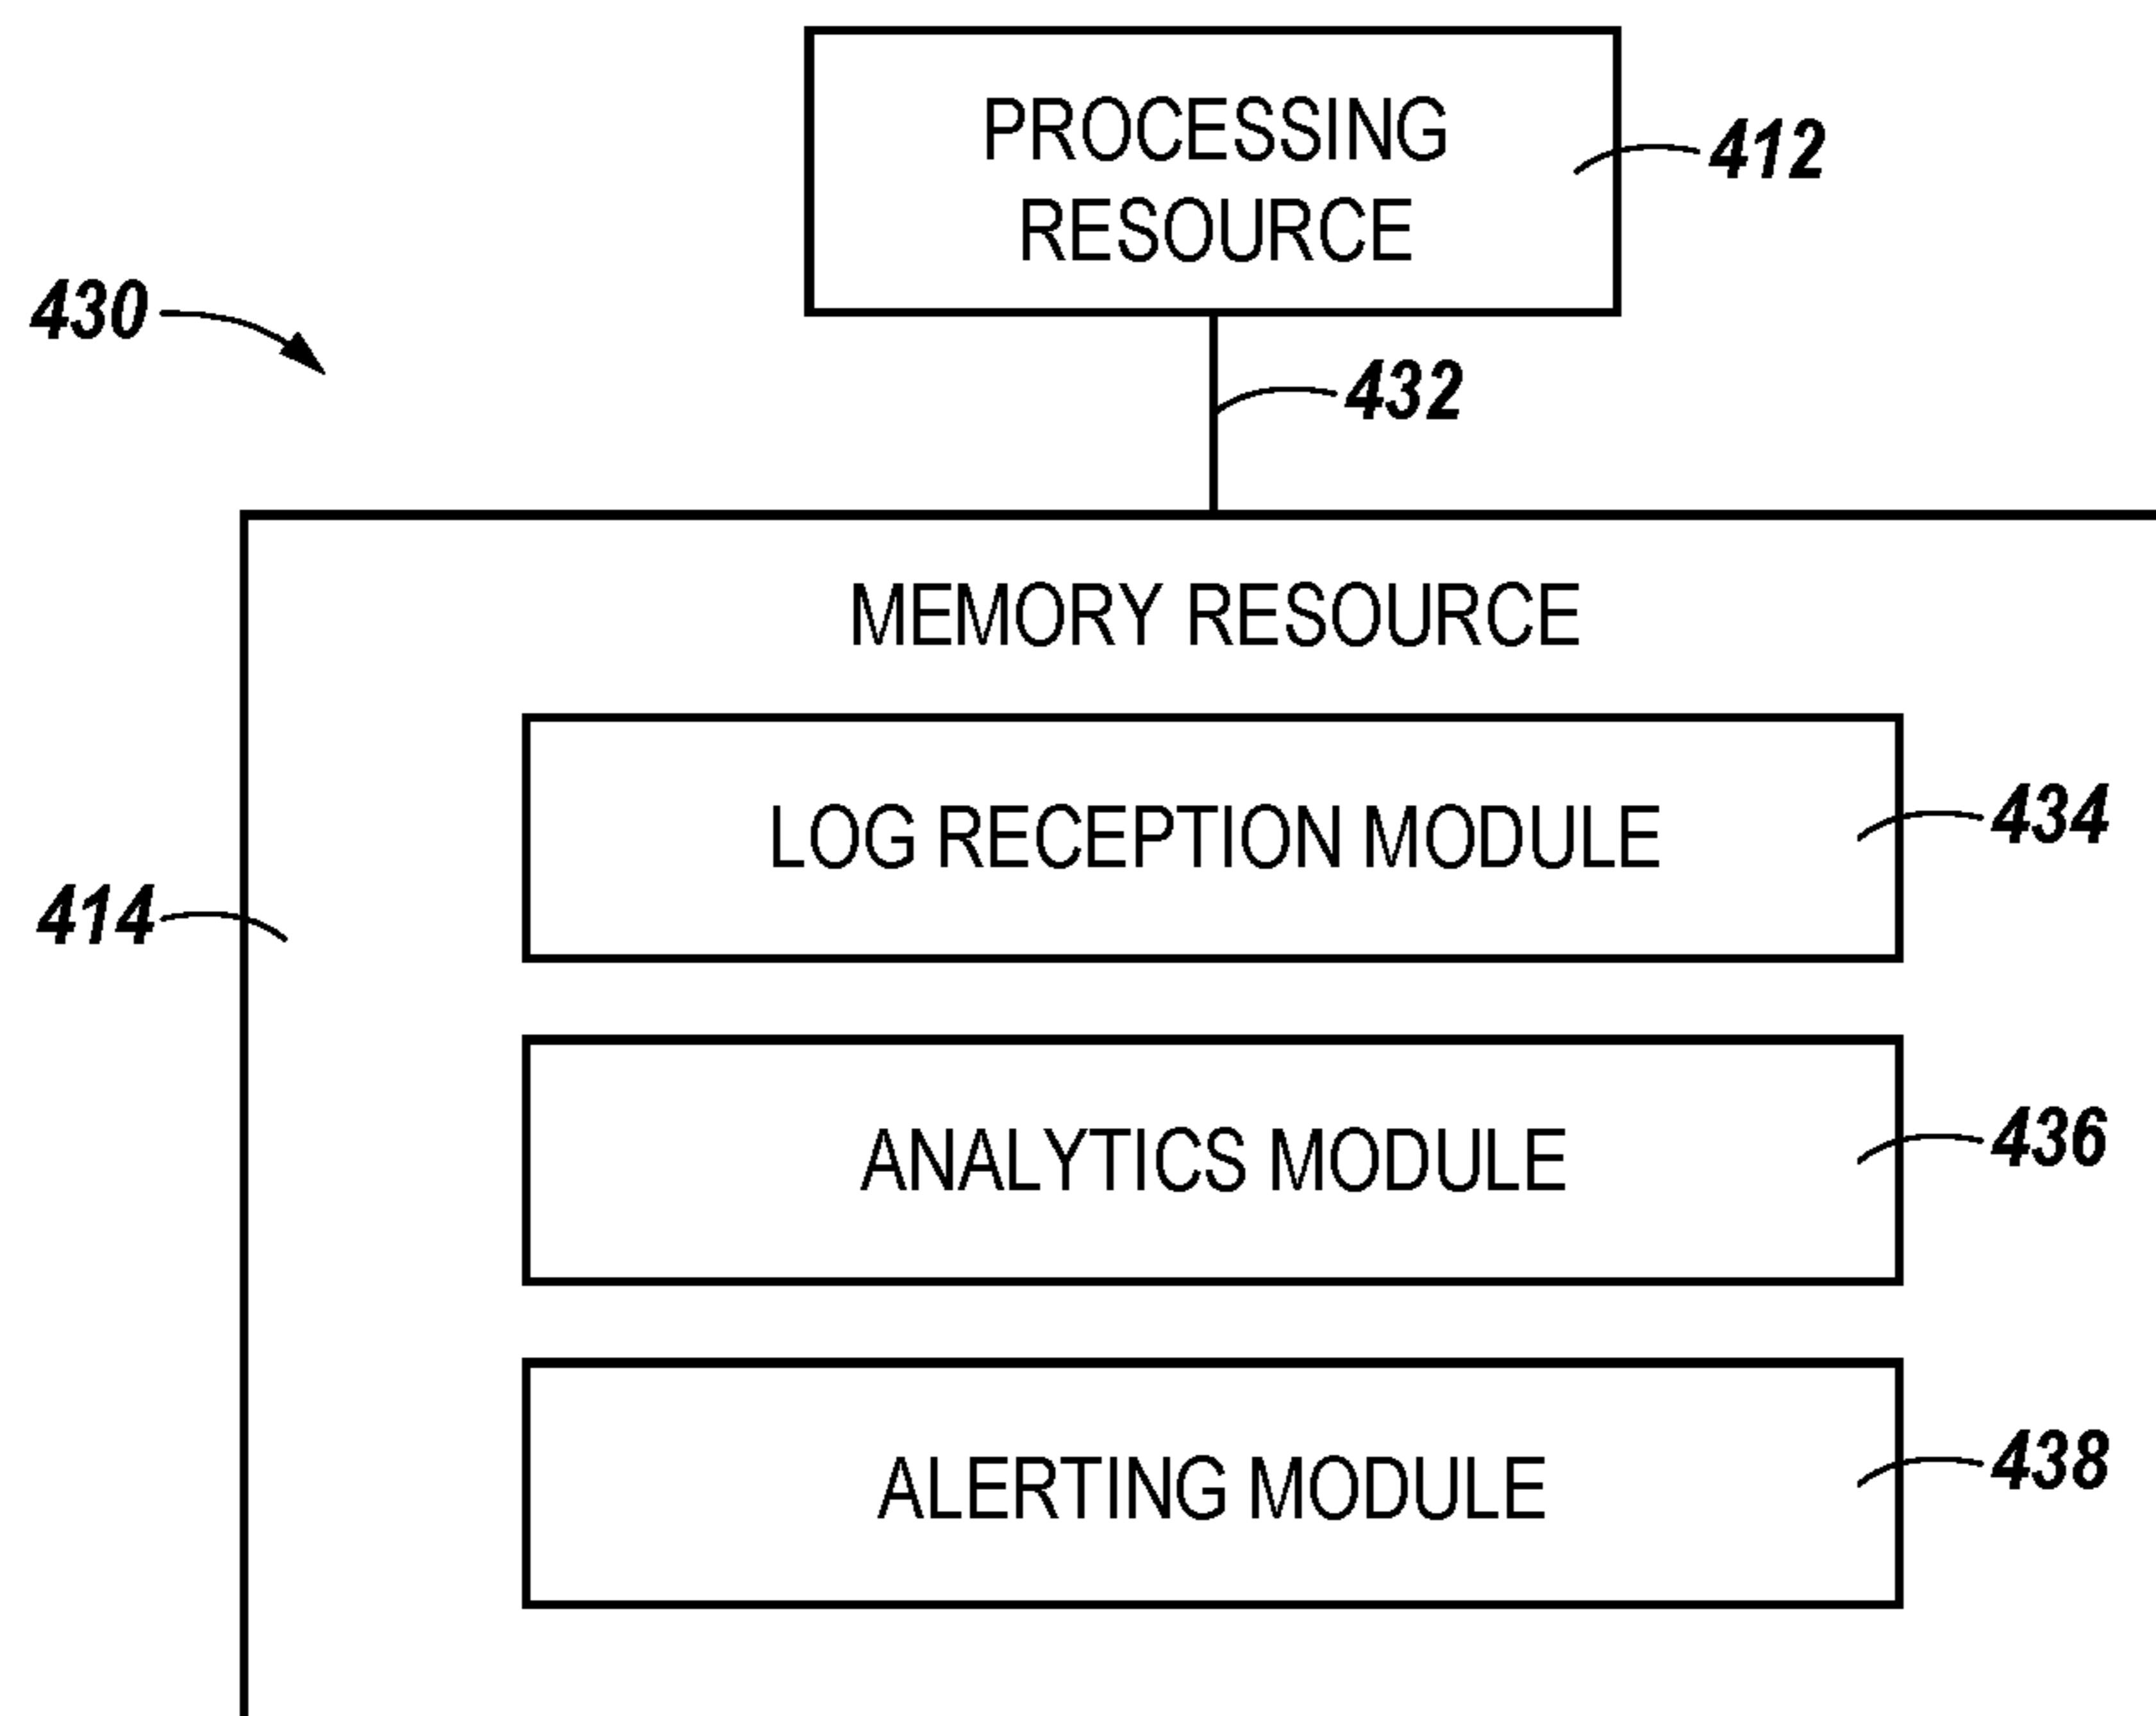 PROCESSING
RESOURCE
412
430
432
MEMORY RESOURCE
LOG RECEPTION MODULE
434
414
ANALYTICS MODULE
436
ALERTING MODULE
438